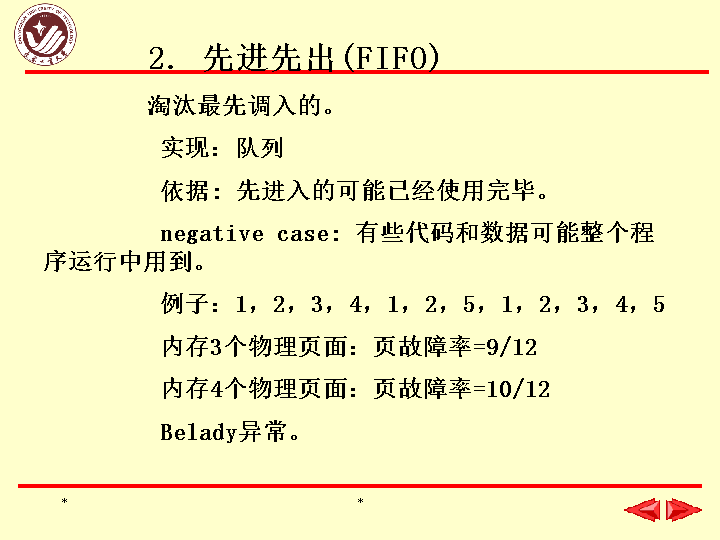 2. 先进先出(FIFO)
淘汰最先调入的。
实现：队列
依据：先进入的可能已经使用完毕。
negative case: 有些代码和数据可能整个程
序运行中用到。
例子：1，2，3，4，1，2，5，1，2，3，4，5
内存3个物理页面：页故障率=9/12
内存4个物理页面：页故障率=10/12
Belady异常。
* *